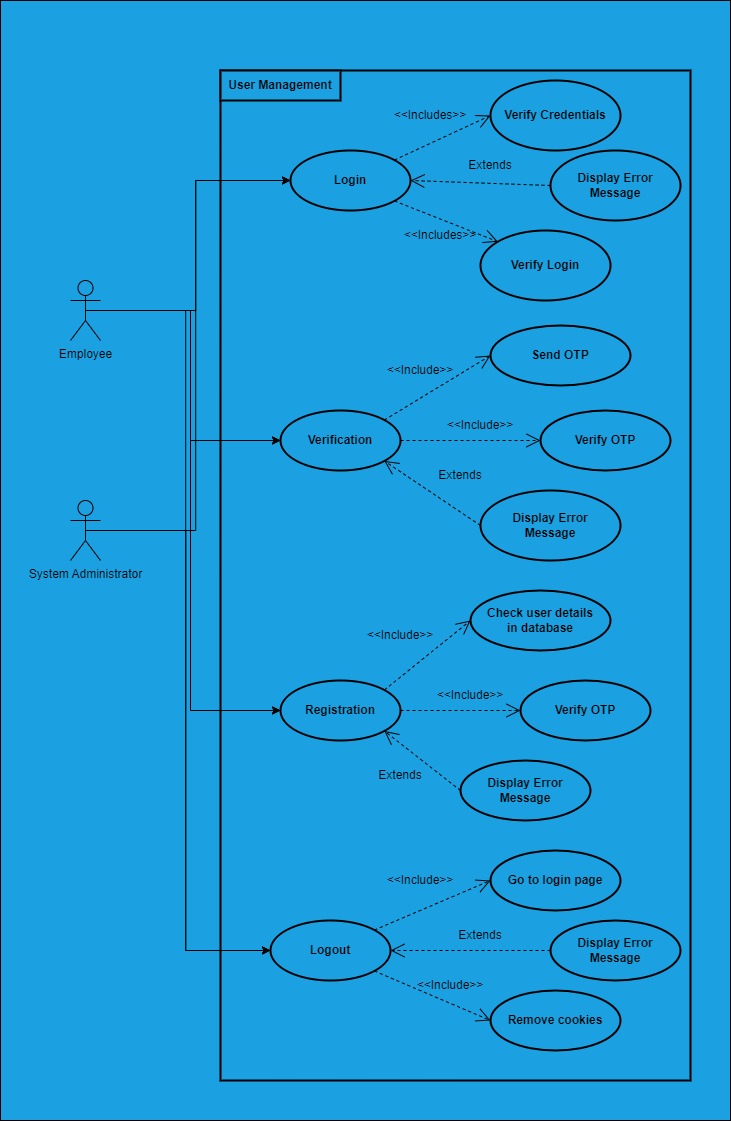 User Management
<<Includes>>
Verify Credentials
Login
Extends
Display Error
Message
<<Includes>>
Verify Login
Employee
<<Include>>
Send OTP
<<Include>>
Verification
Verify OTP
Extends
Display Error
Message
System Administrator
Check user details
in database
<<Include>>
<<Include>>
Registration
Verify OTP
Extends
Display Error
Message
<<Include>>
Go to login page
Extends
Logout
Display Error
Message
<<Include>>
Remove cookies